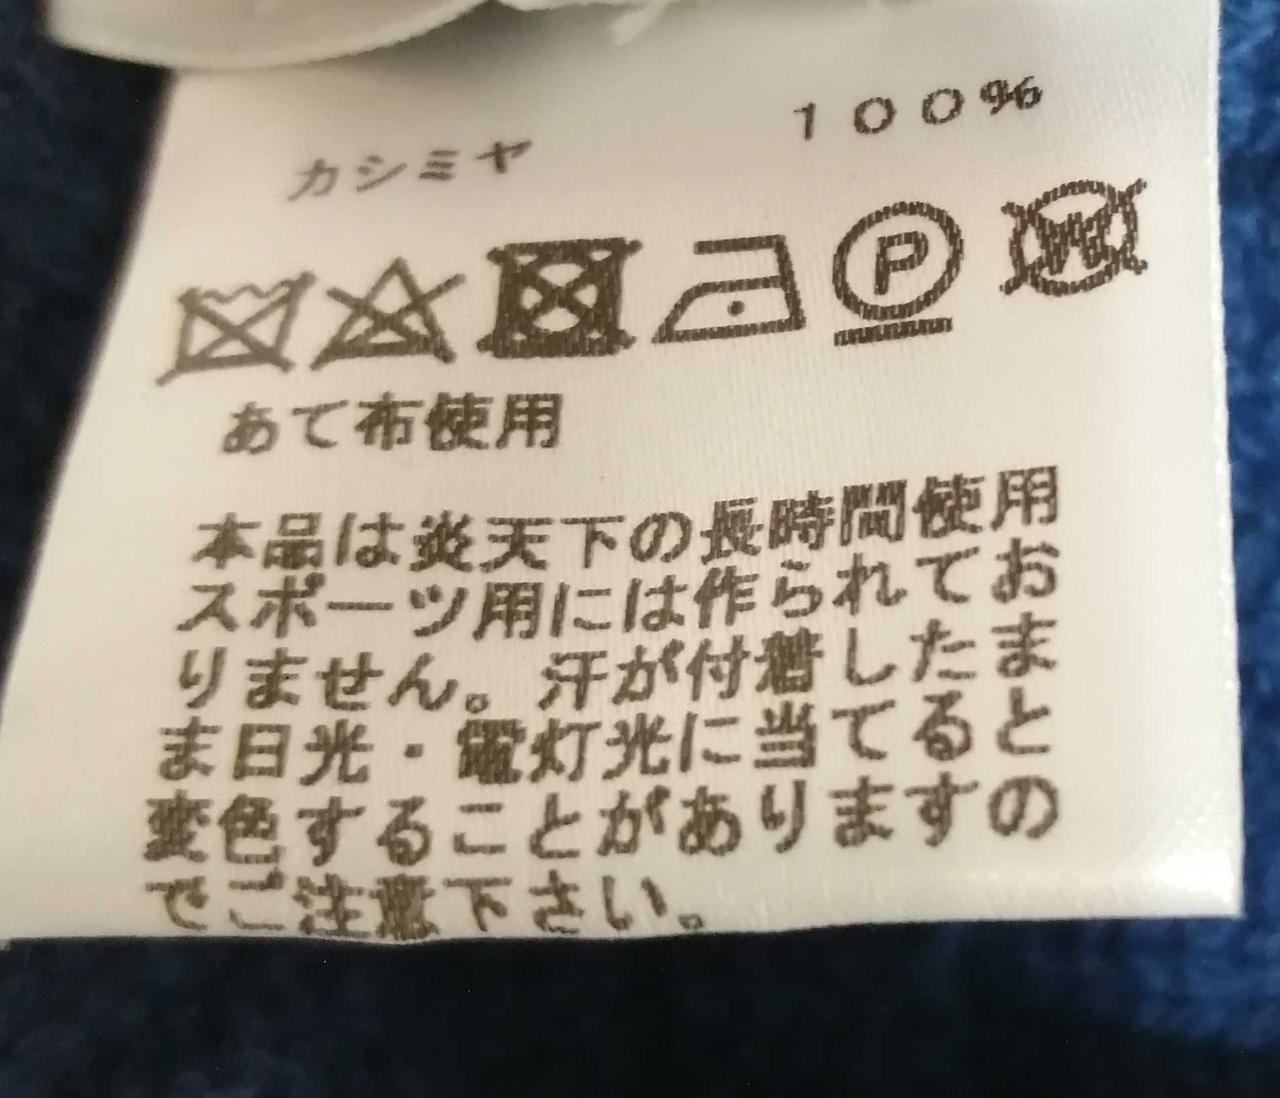 カシミヤ 100%
P W
あて布使用
本品は炎天下の長時間使用
スポーツ用には作られてお
りません。汗が付着したま
ま日光・電灯光に当てると
変色することがありますの
でご注意下さい。